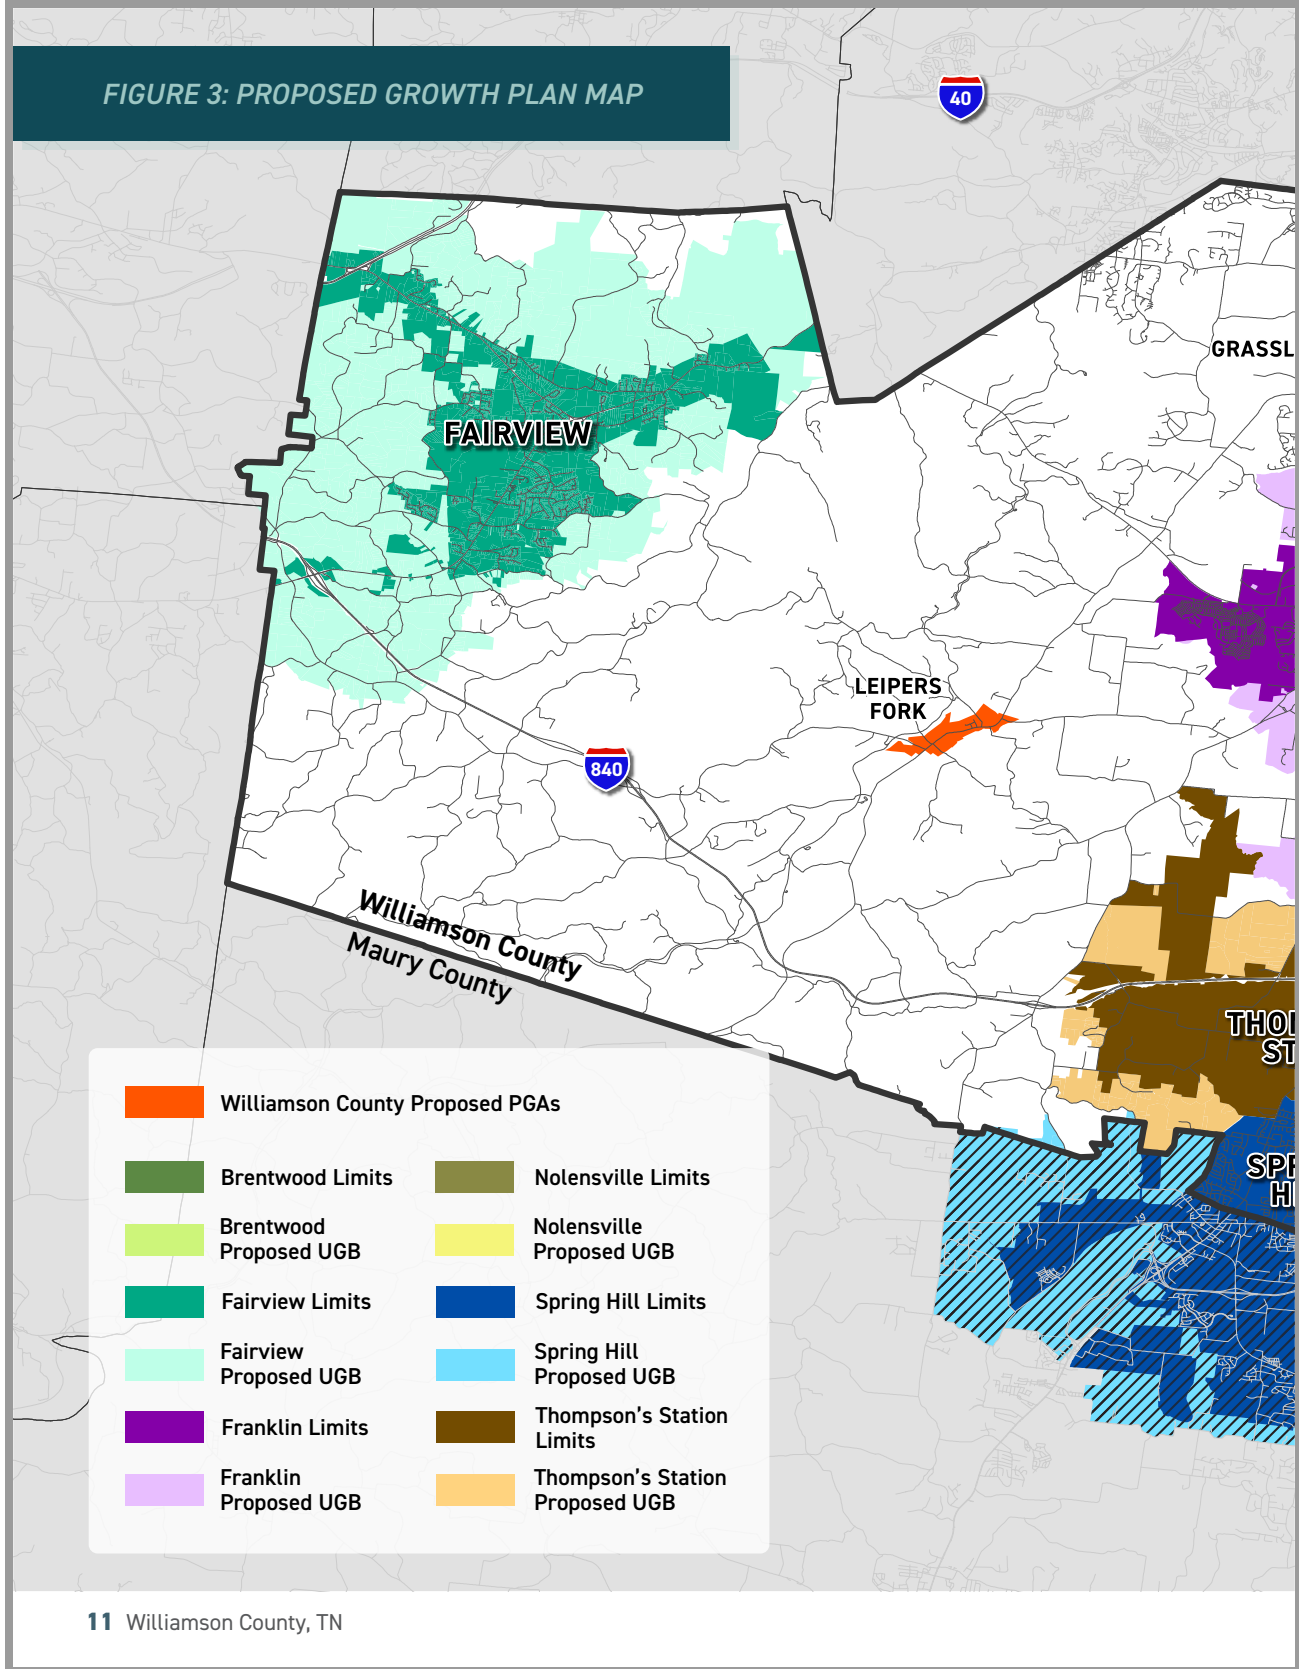 FIGURE 3: PROPOSED GROWTH PLAN MAP
40
GRASSL
FAIRVIEW
LEIPERS
FORK
840
Williamson County
Maury County
THO
ST
SPR
HI
Williamson County Proposed PGAs
Brentwood Limits
Nolensville Limits
Brentwood
Proposed UGB
Nolensville
Proposed UGB
Fairview Limits
Spring Hill Limits
Fairview
Proposed UGB
Spring Hill
Proposed UGB
Franklin Limits
Thompson's Station
Limits
Franklin
Proposed UGB
Thompson's Station
Proposed UGB
11 Williamson County, TN